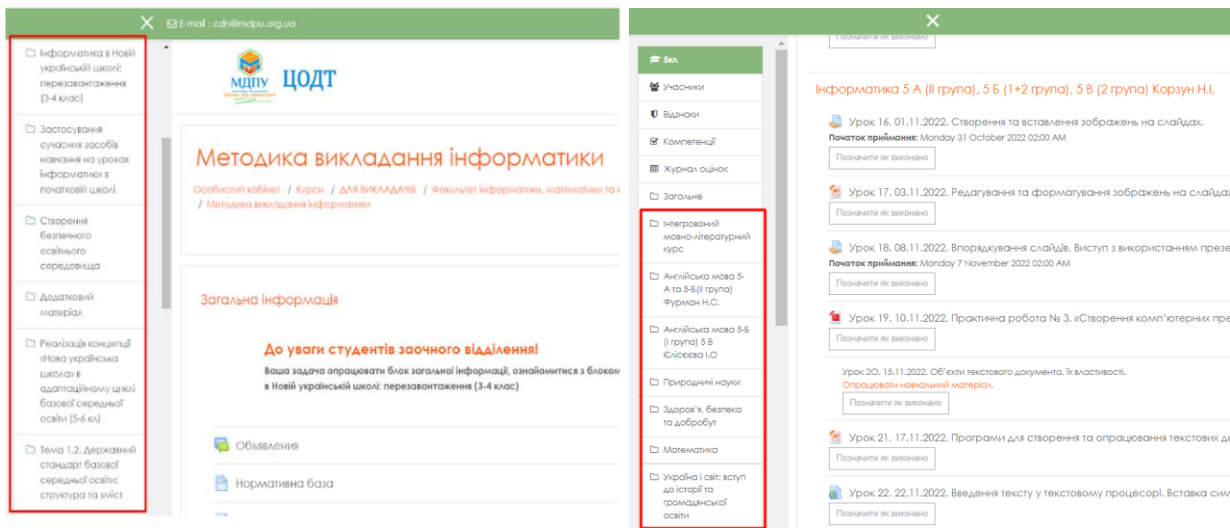 E-mail : cdn@mdpu.org.ua
Інформатика в Новій
українській школі:
перезавантаження
(3-4 клас)
Застосування
сучасних засобів
навчання на уроках
інформатики в
початковій школі
Створення
безпечного
освітнього
середовища
Додатковий
матеріал
Реалізація концепції
«Нова українська
школа» в
адаптаційному циклі
базової середньої
освіти (5-6 кл)
Тема 1.2. Державний
стандарт базової
середньої освіти:
структура та зміст
МДПУ
ЦОДТ
Методика викладання інформатики
Особистий кабінет / Курси / ДЛЯ ВИКЛАДАЧІВ / Факультет інформатики, математики та
/ Методика викладання інформатики
Загальна інформація
До уваги студентів заочного відділення!
Ваша задача опрацювати блок загальної інформації, ознайомитися з блоком
в Новій українській школі: перезавантаження (3-4 клас)
Объявления
Нормативна база
5кл
Учасники
Відзнаки
Компетенції
Журнал оцінок
Загальне
Інтегрований
мовно-літературний
курс
Англійська мова 5-
А та 5-Б(ІІ група)
Фурман Н.С.
Англійська мова 5-Б
(І група) 5 В
Єлісєєва І.О
Природничі науки
Здоров'я, безпека
та добробут
Математика
Україна і світ: вступ
до історії та
громадянської
освіти
Позначити як виконано
Інформатика 5 А (ІІ група), 5 Б (1+2 група), 5 В (2 група) Корзун Н.І.
Урок 16. 01.11.2022. Створення та вставлення зображень на слайдах.
Початок приймання: Monday 31 October 2022 02:00 AM
Позначити як виконано
Урок 17. 03.11.2022. Редагування та форматування зображень на слайдах
Позначити як виконано
Урок 18. 08.11.2022. Впорядкування слайдів. Виступ з використанням презе
Початок приймання: Monday 7 November 2022 02:00 AM
Позначити як виконано
Урок 19. 10.11.2022. Практична робота № 3. «Створення комп'ютерних пре
Позначити як виконано
Урок 2О. 15.11.2022. Об'єкти текстового документа, їх властивості.
Опрацювати навчальний матеріал.
Позначити як виконано
Урок 21. 17.11.2022. Програми для створення та опрацювання текстових до
Позначити як виконано
Урок 22. 22.11.2022. Введення тексту у текстовому процесорі. Вставка сим
Позначити як виконано